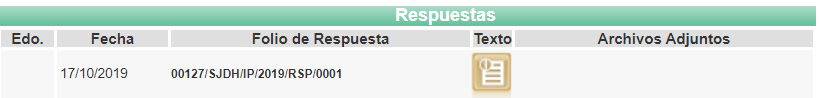 Respuestas
Edo. Fecha Folio de Respuesta Texto Archivos Adjuntos
17/10/2019 00127/SJDH/IP/2019/RSP/0001